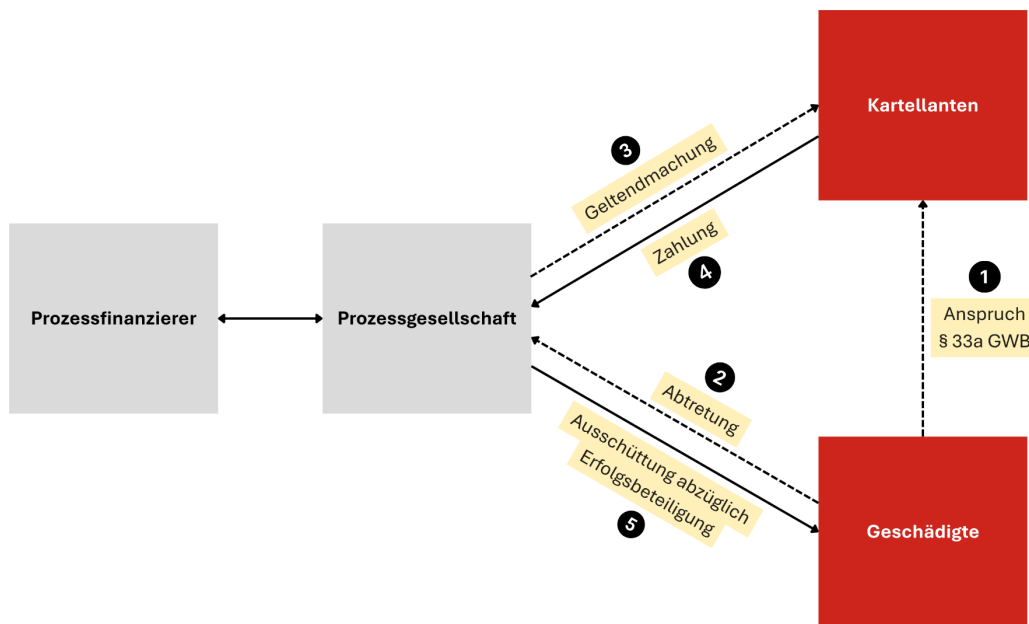 Kartellanten
3
Geltendmachung
Zahlung
4
1
Anspruch
§ 33a GWB
Prozessfinanzierer
Prozessgesellschaft
2
Abtretung
Ausschüttung abzüglich
Erfolgsbeteiligung
5
Geschädigte